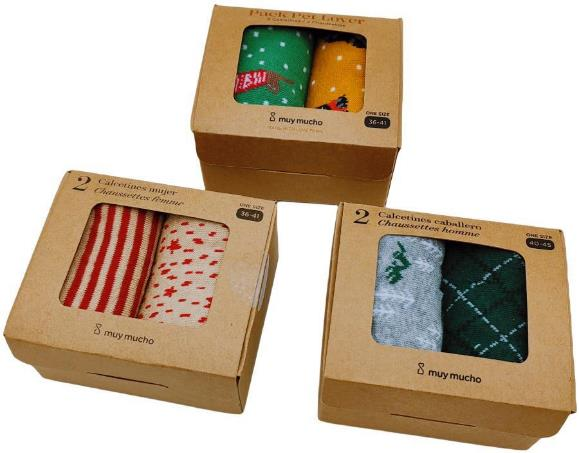 Pack Pet Lover
ONE SIZE
36-41
muy mucho
2 Calcetines mujer
Chaussettes femme
ONE SIZE
36-41
muy mucho
2 Calcetines caballero
Chaussettes homme
ONE SIZE
40-45
muy mucho